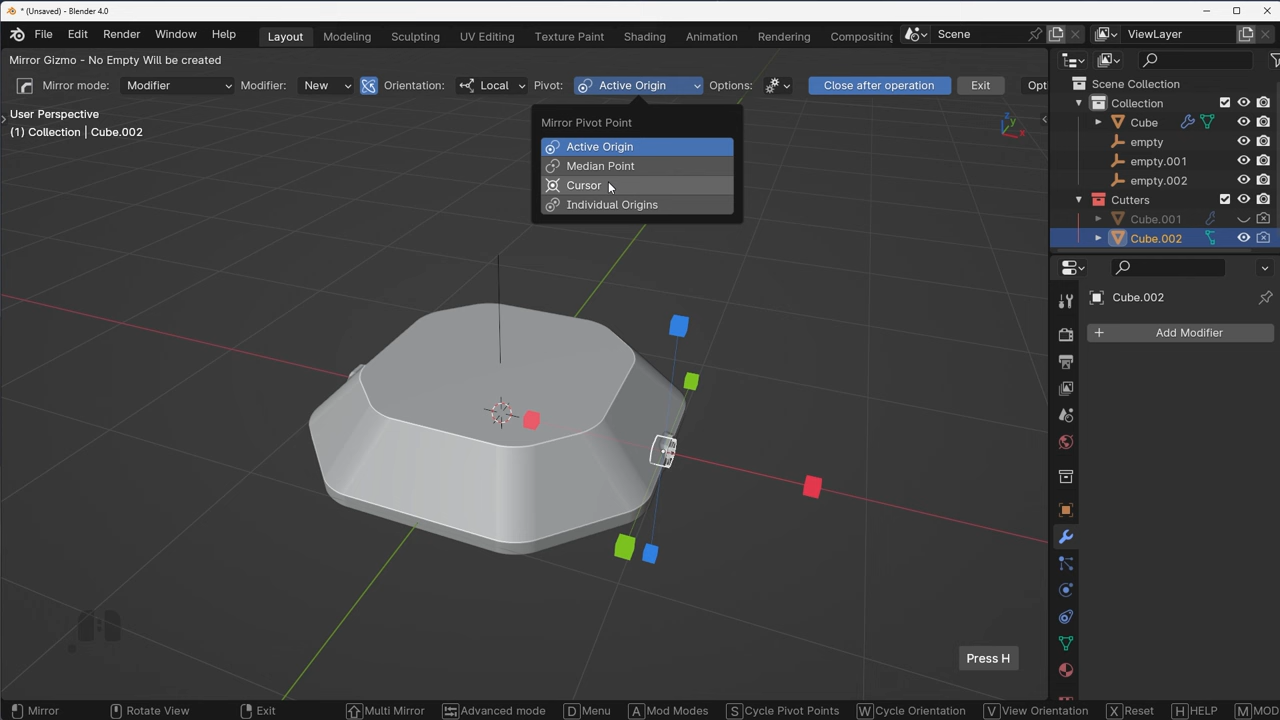 * (Unsaved) - Blender 4.0
File Edit Render Window Help Layout Modeling Sculpting UV Editing Texture Paint Shading Animation Rendering Compositing Scene ViewLayer
Mirror Gizmo - No Empty Will be created
Mirror mode: Modifier Modifier: New Orientation: Local Pivot: Active Origin Options: Close after operation Exit Opt
User Perspective
(1) Collection | Cube.002
Mirror Pivot Point
Active Origin
Median Point
Cursor
Individual Origins
Z
X
Scene Collection
Collection
Cube
empty
empty.001
empty.002
Cutters
Cube.001
Cube.002
Cube.002
Add Modifier
Press H
Mirror Rotate View Exit Multi Mirror Advanced mode D Menu A Mod Modes S Cycle Pivot Points W Cycle Orientation V View Orientation X Reset H HELP M MOD